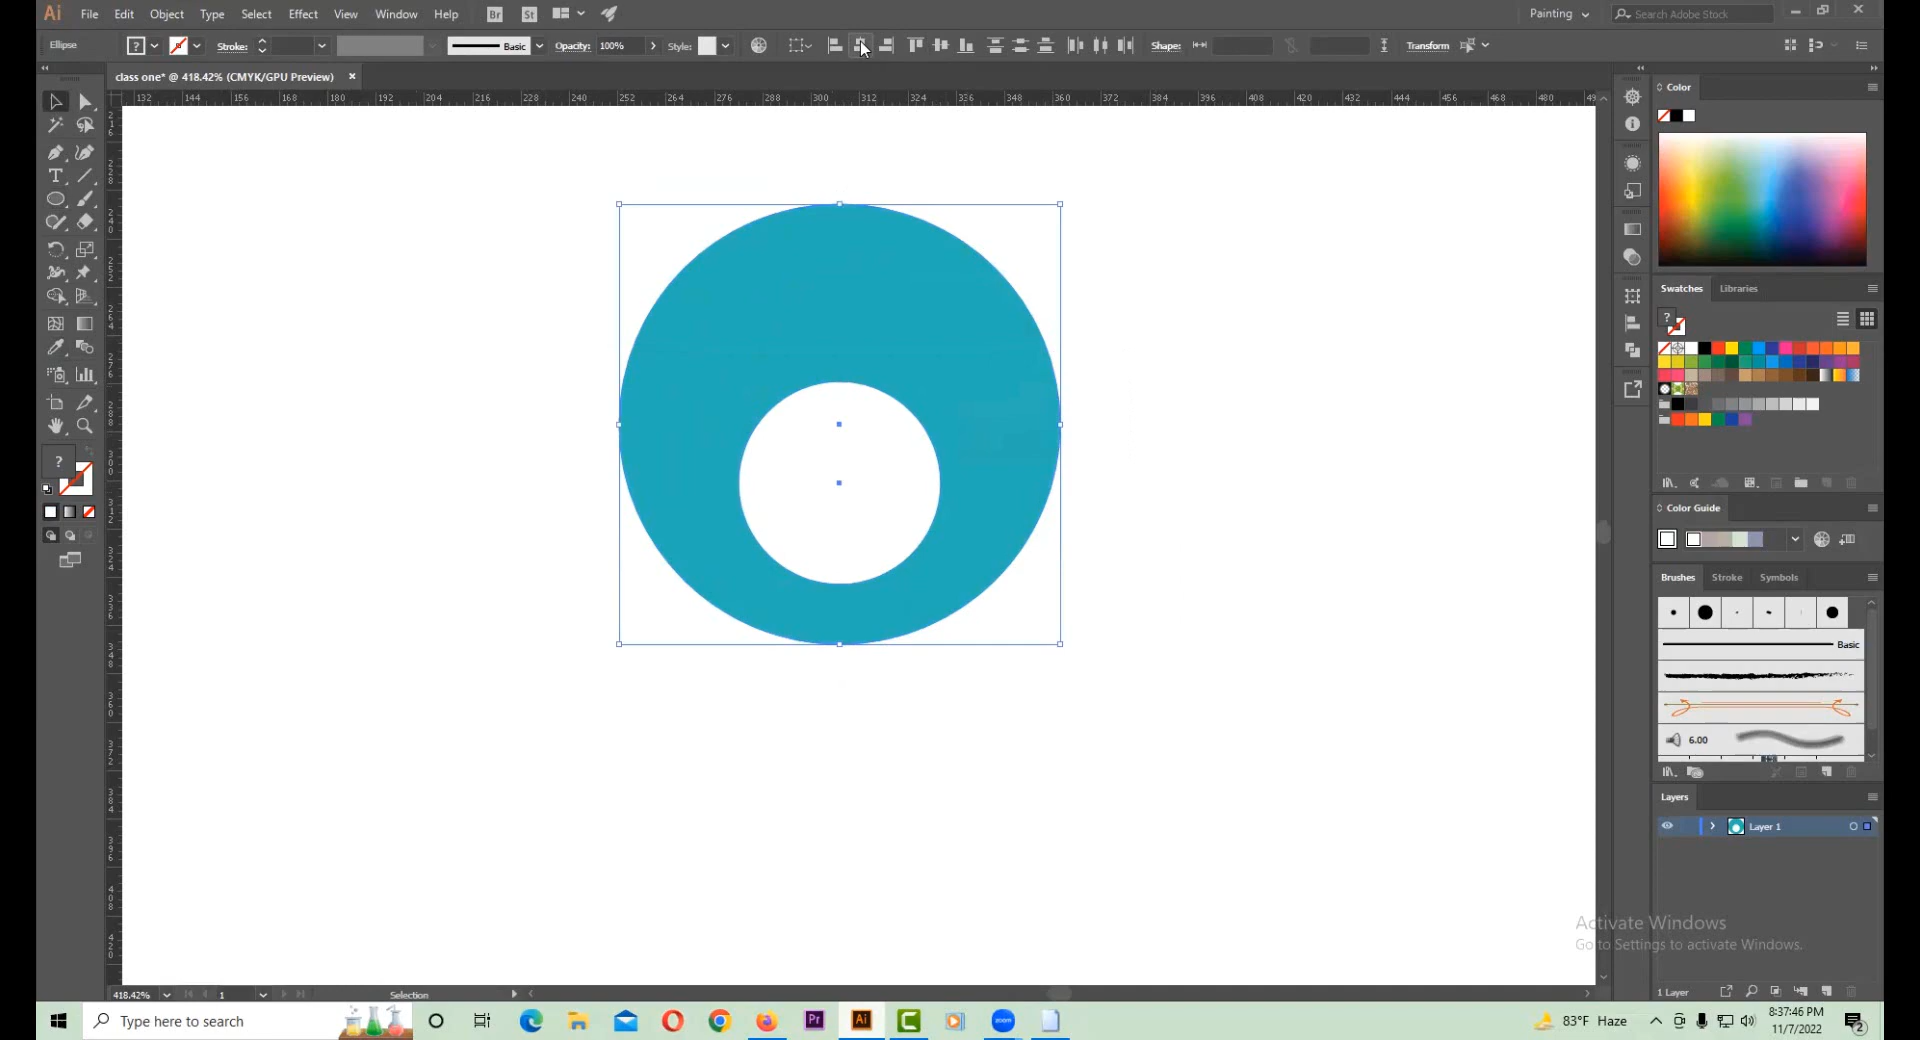 Ai File Edit Object Type Select Effect View Window Help Br St Painting Search Adobe Stock
Ellipse ? Stroke: Basic Opacity: 100% Style: Shape: Transform
class one* @ 418.42% (CMYK/GPU Preview) ×
132 144 156 168 180 192 204 216 228 240 252 264 276 288 300 312 324 336 348 360 372 384 396 408 420 432 444 456 468 480
Color
Swatches Libraries
?
Color Guide
Brushes Stroke Symbols
Basic
6.00
Layers
Layer 1
Activate Windows
Go to Settings to activate Windows.
1 Layer
418.42% 1 Selection
Type here to search Pr Ai zoom 83°F Haze 8:37:46 PM
11/7/2022
2